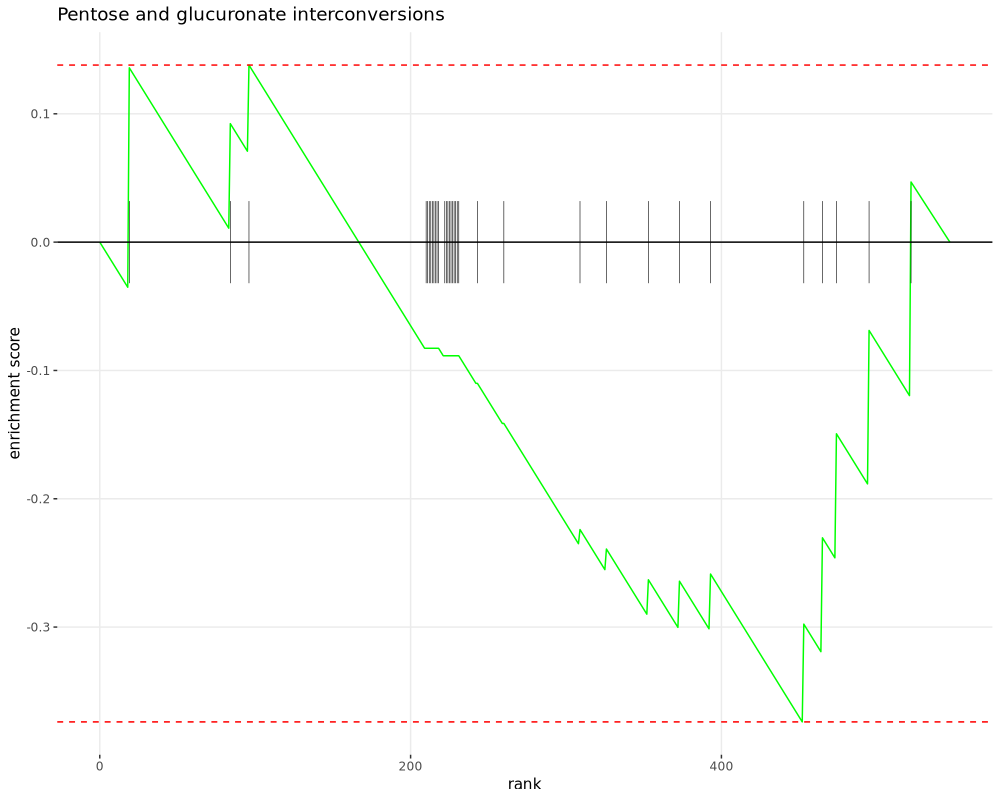 Pentose and glucuronate interconversions
0.1
0.0
-0.1
-0.2
-0.3
enrichment score
0
200
400
rank